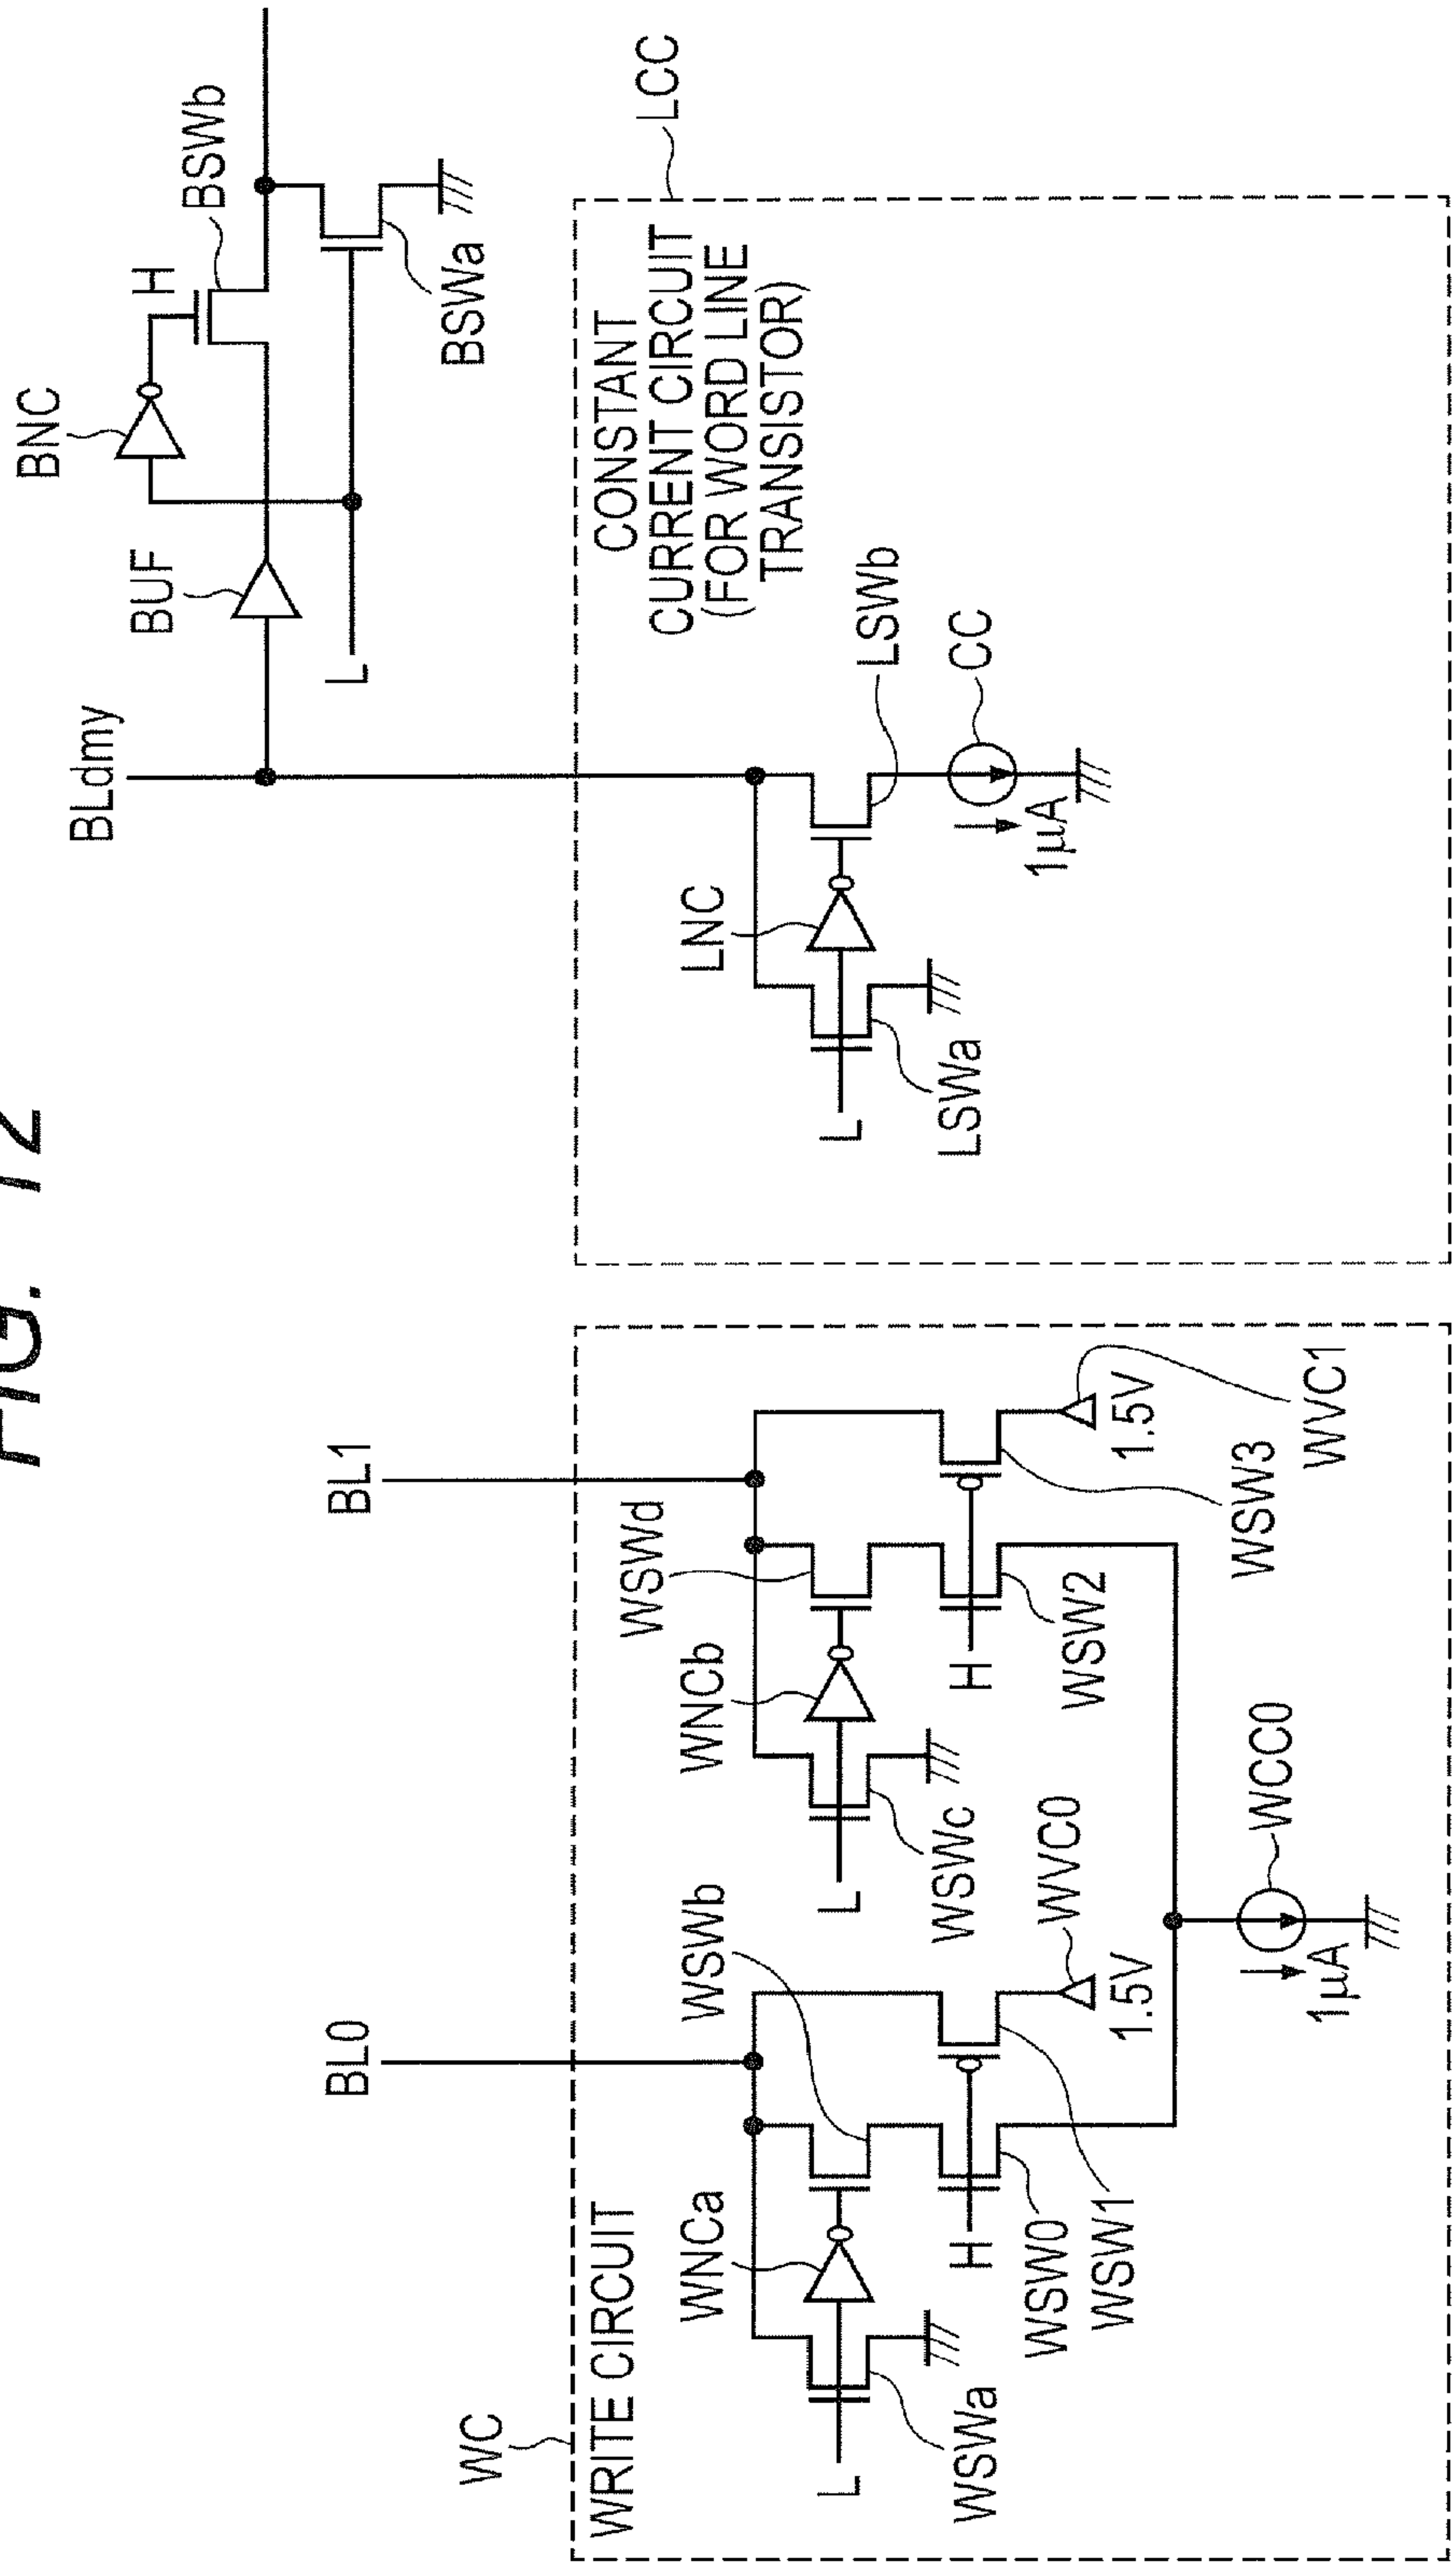 FIG. 12
WC
WRITE CIRCUIT
BL0
WNCa
WSWb
L
WSWa
H
WSW0
WSW1
WVC0
1.5V
BL1
WNCb
WSWd
L
WSWc
H
WSW2
WSW3
1.5V
WVC1
WCC0
1μA
BLdmy
BUF
BNC
H
BSWb
L
BSWa
LCC
CONSTANT
CURRENT CIRCUIT
(FOR WORD LINE
TRANSISTOR)
LNC
LSWb
L
LSWa
CC
1μA